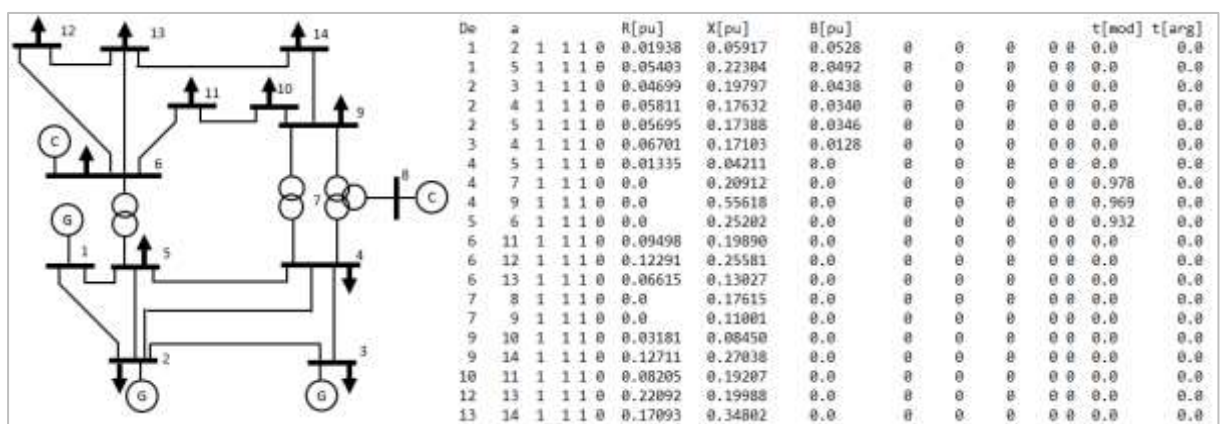 12
13
14
11
10
9
C
6
8
7
C
G
1
5
4
2
3
G
G
De a R[pu] X[pu] B[pu] t[mod] t[arg]
1 2 1 1 1 0 0.01938 0.05917 0.0528 0 0 0 0 0 0.0 0.0
1 5 1 1 1 0 0.05403 0.22304 0.0492 0 0 0 0 0 0.0 0.0
2 3 1 1 1 0 0.04699 0.19797 0.0438 0 0 0 0 0 0.0 0.0
2 4 1 1 1 0 0.05811 0.17632 0.0340 0 0 0 0 0 0.0 0.0
2 5 1 1 1 0 0.05695 0.17388 0.0346 0 0 0 0 0 0.0 0.0
3 4 1 1 1 0 0.06701 0.17103 0.0128 0 0 0 0 0 0.0 0.0
4 5 1 1 1 0 0.01335 0.04211 0.0 0 0 0 0 0 0.0 0.0
4 7 1 1 1 0 0.0 0.20912 0.0 0 0 0 0 0 0.978 0.0
4 9 1 1 1 0 0.0 0.55618 0.0 0 0 0 0 0 0.969 0.0
5 6 1 1 1 0 0.0 0.25202 0.0 0 0 0 0 0 0.932 0.0
6 11 1 1 1 0 0.09498 0.19890 0.0 0 0 0 0 0 0.0 0.0
6 12 1 1 1 0 0.12291 0.25581 0.0 0 0 0 0 0 0.0 0.0
6 13 1 1 1 0 0.06615 0.13027 0.0 0 0 0 0 0 0.0 0.0
7 8 1 1 1 0 0.0 0.17615 0.0 0 0 0 0 0 0.0 0.0
7 9 1 1 1 0 0.0 0.11001 0.0 0 0 0 0 0 0.0 0.0
9 10 1 1 1 0 0.03181 0.08450 0.0 0 0 0 0 0 0.0 0.0
9 14 1 1 1 0 0.12711 0.27038 0.0 0 0 0 0 0 0.0 0.0
10 11 1 1 1 0 0.08205 0.19207 0.0 0 0 0 0 0 0.0 0.0
12 13 1 1 1 0 0.22092 0.19988 0.0 0 0 0 0 0 0.0 0.0
13 14 1 1 1 0 0.17093 0.34802 0.0 0 0 0 0 0 0.0 0.0